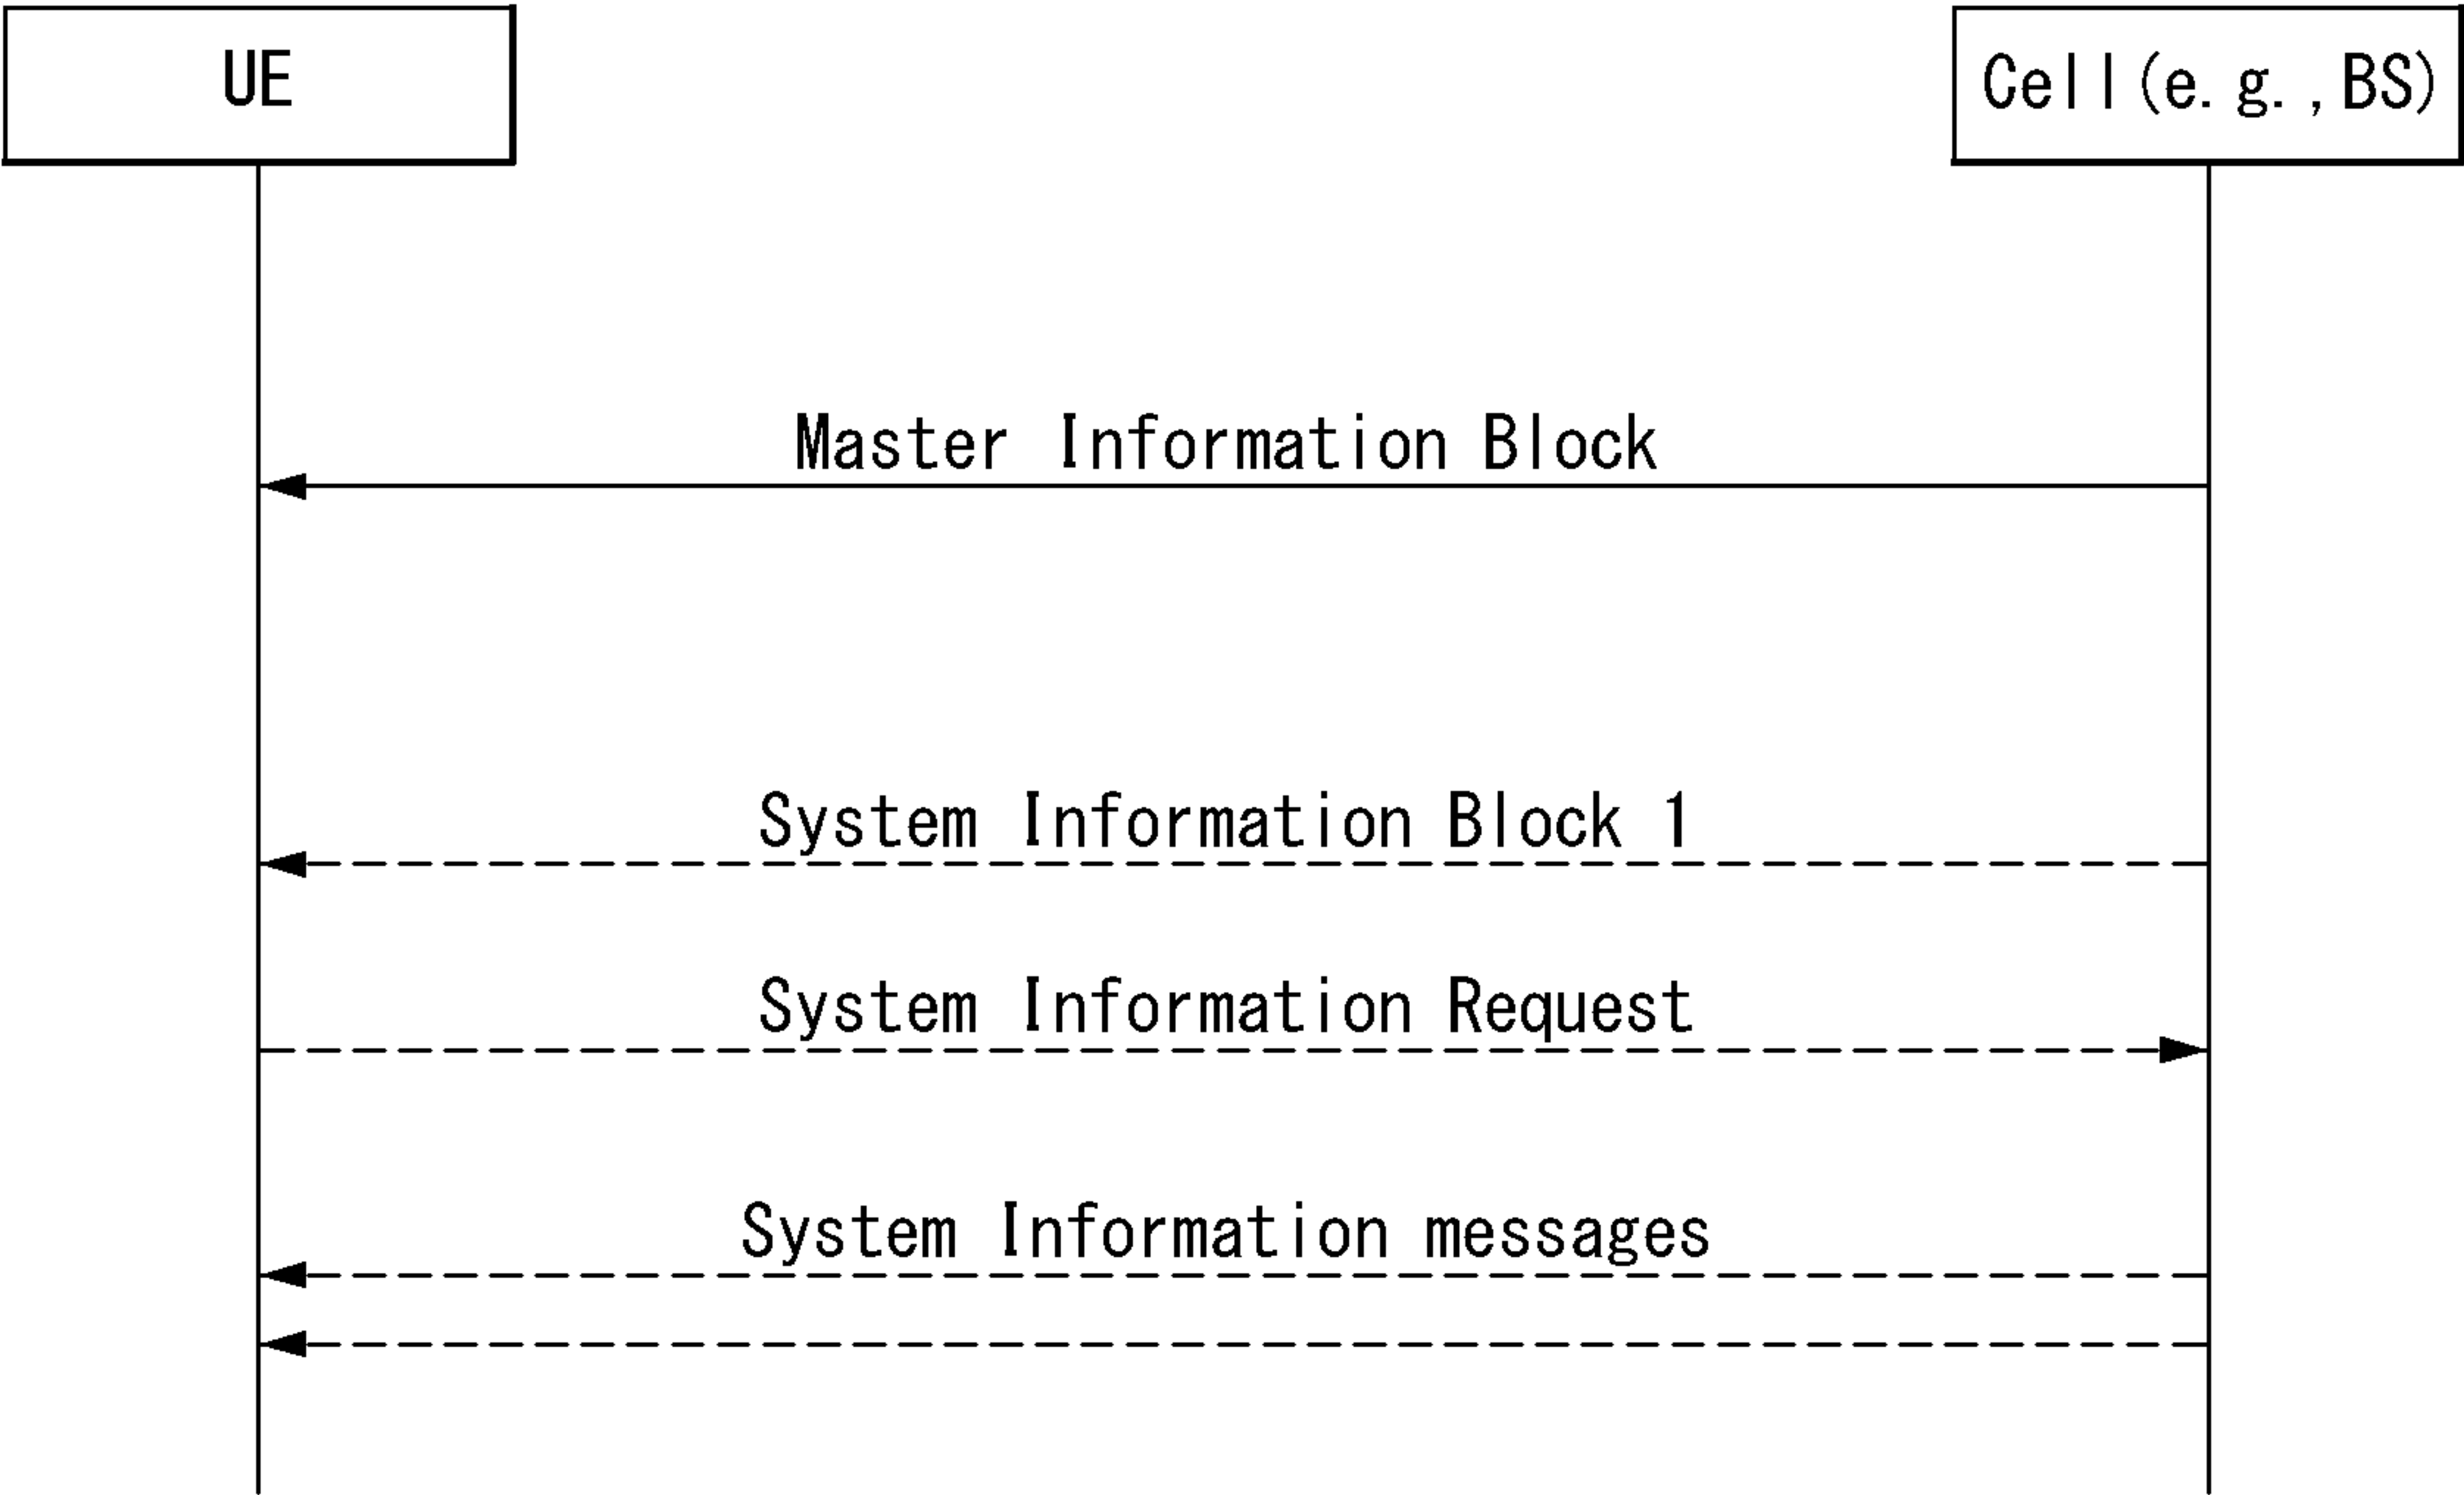 UE
Cell(e.g.,BS)
Master Information Block
System Information Block 1
System Information Request
System Information messages